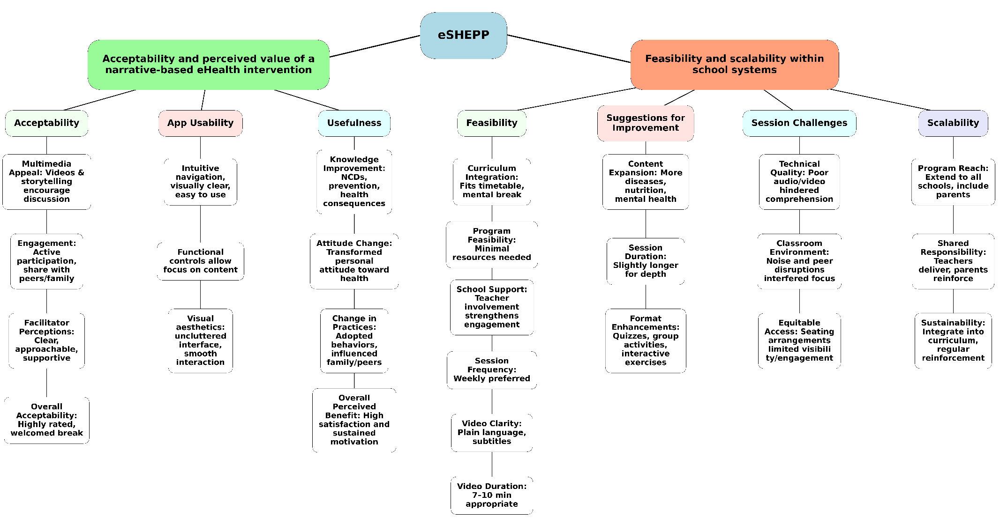 eSHEPP
Acceptability and perceived value of a
narrative-based eHealth intervention
Feasibility and scalability within
school systems
Acceptability
Multimedia
Appeal: Videos &
storytelling
encourage
discussion
Engagement:
Active
participation,
share with
peers/family
Facilitator
Perceptions:
Clear,
approachable,
supportive
Overall
Acceptability:
Highly rated,
welcomed break
App Usability
Intuitive
navigation,
visually clear,
easy to use
Functional
controls allow
focus on content
Visual
aesthetics:
uncluttered
interface,
smooth
interaction
Usefulness
Knowledge
Improvement:
NCDs,
prevention,
health
consequences
Attitude Change:
Transformed
personal
attitude toward
health
Change in
Practices:
Adopted
behaviors,
influenced
family/peers
Overall
Perceived
Benefit: High
satisfaction and
sustained
motivation
Feasibility
Curriculum
Integration:
Fits timetable,
mental break
Program
Feasibility:
Minimal
resources needed
School Support:
Teacher
involvement
strengthens
engagement
Session
Frequency:
Weekly preferred
Video Clarity:
Plain language,
subtitles
Video Duration:
7–10 min
appropriate
Suggestions for
Improvement
Content
Expansion: More
diseases,
nutrition,
mental health
Session
Duration:
Slightly longer
for depth
Format
Enhancements:
Quizzes, group
activities,
interactive
exercises
Session Challenges
Technical
Quality: Poor
audio/video
hindered
comprehension
Classroom
Environment:
Noise and peer
disruptions
interfered focus
Equitable
Access: Seating
arrangements
limited visibili
ty/engagement
Scalability
Program Reach:
Extend to all
schools, include
parents
Shared
Responsibility:
Teachers
deliver, parents
reinforce
Sustainability:
Integrate into
curriculum,
regular
reinforcement